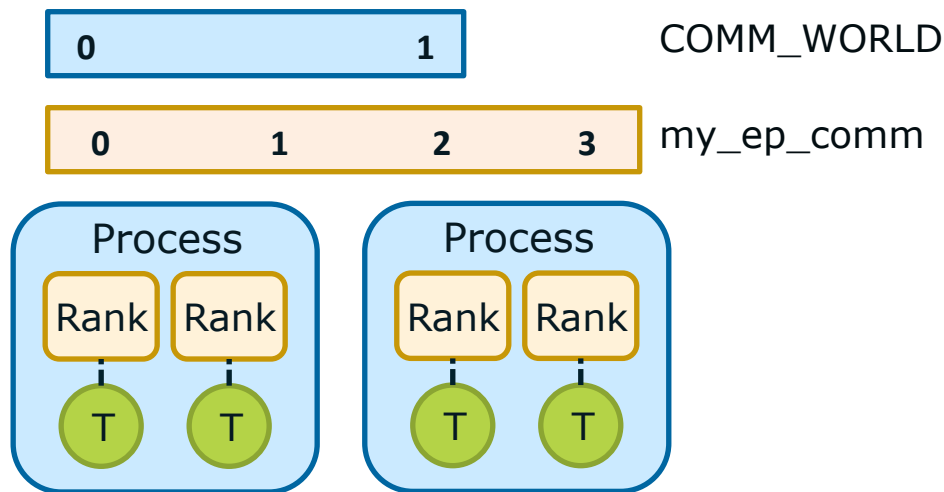 0 1 COMM_WORLD
0 1 2 3 my_ep_comm
Process Process
Rank Rank Rank Rank
T T T T